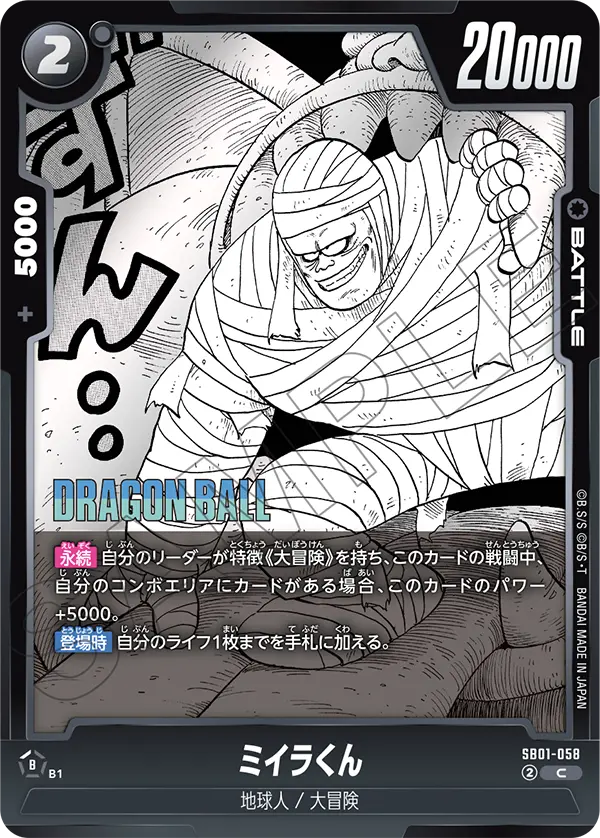 2
20000
+ 5000
BATTLE
ずん。。
SAMPLE
DRAGON BALL
永続 自分のリーダーが特徴《大冒険》を持ち、このカードの戦闘中、
自分のコンボエリアにカードがある場合、このカードのパワー
+5000。
登場時 自分のライフ1枚までを手札に加える。
©B.S/S ©B/S・T BANDAI MADE IN JAPAN
B B1
ミイラくん
SB01-058
② C
地球人 / 大冒険